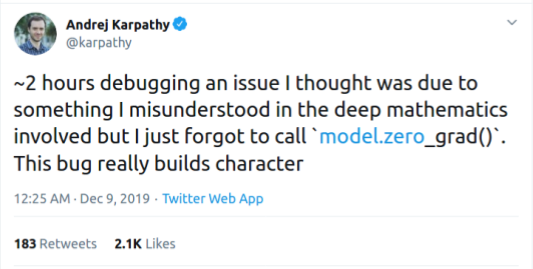 Andrej Karpathy
@karpathy
~2 hours debugging an issue I thought was due to
something I misunderstood in the deep mathematics
involved but I just forgot to call `model.zero_grad()`.
This bug really builds character
12:25 AM · Dec 9, 2019 · Twitter Web App
183 Retweets 2.1K Likes